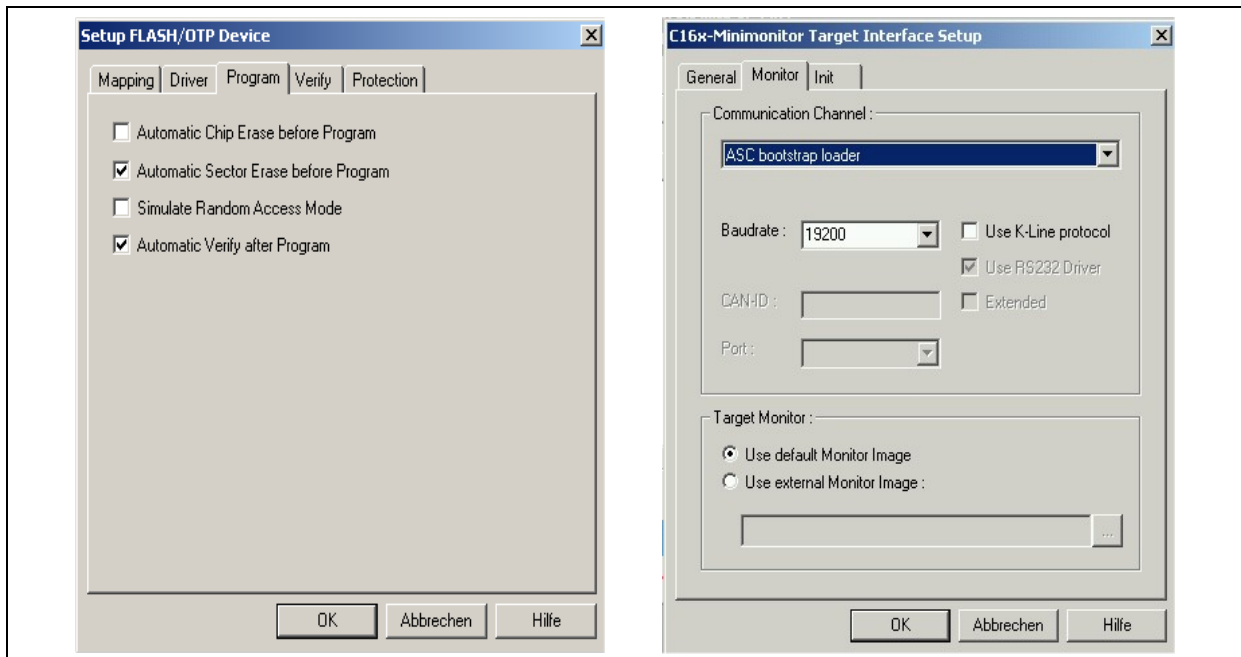 Setup FLASH/OTP Device
Mapping Driver Program Verify Protection
Automatic Chip Erase before Program
Automatic Sector Erase before Program
Simulate Random Access Mode
Automatic Verify after Program
OK Abbrechen Hilfe
C16x-Minimonitor Target Interface Setup
General Monitor Init
Communication Channel :
ASC bootstrap loader
Baudrate : 19200 Use K-Line protocol
Use RS232 Driver
CAN-ID : Extended
Port :
Target Monitor :
Use default Monitor Image
Use external Monitor Image :
...
OK Abbrechen Hilfe